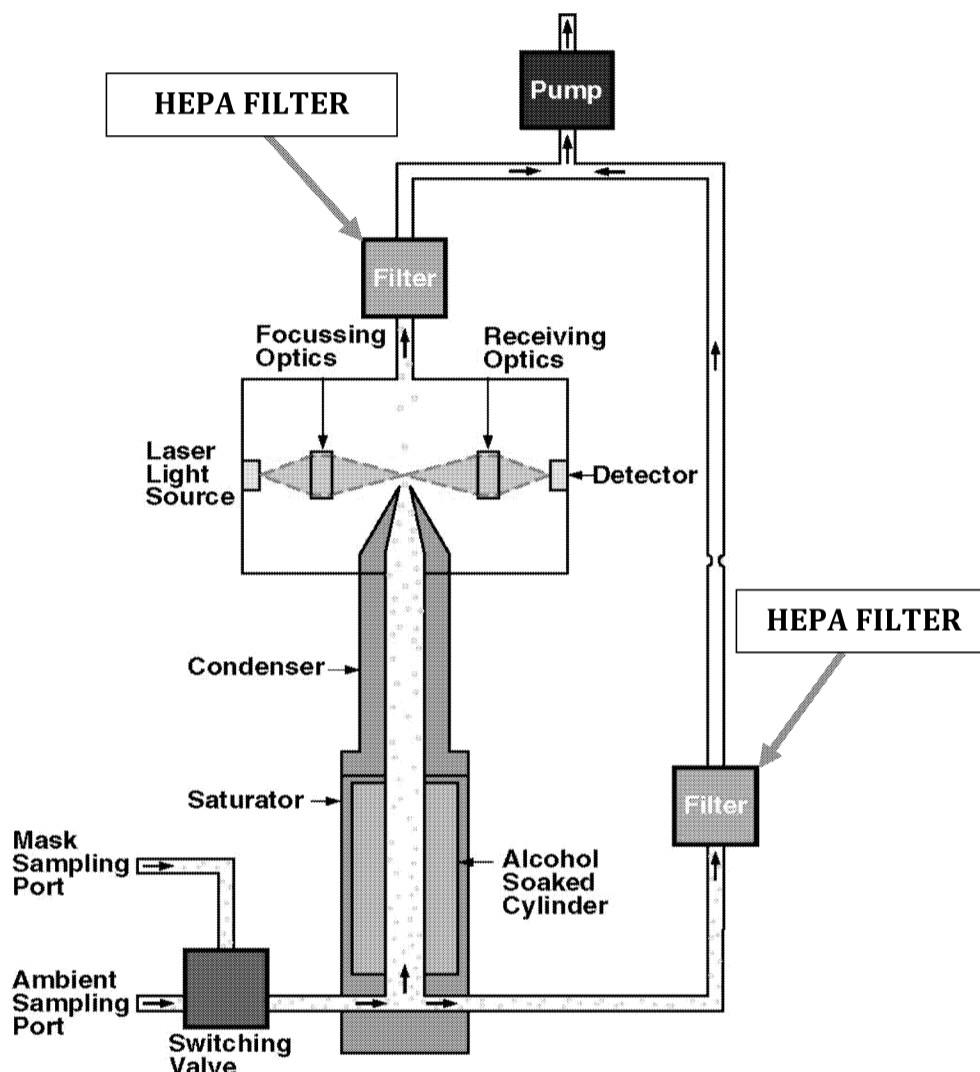 Pump
HEPA FILTER
Filter
Focussing
Optics
Receiving
Optics
Laser
Light
Source
Detector
HEPA FILTER
Condenser
Saturator
Filter
Mask
Sampling
Port
Alcohol
Soaked
Cylinder
Ambient
Sampling
Port
Switching
Valve